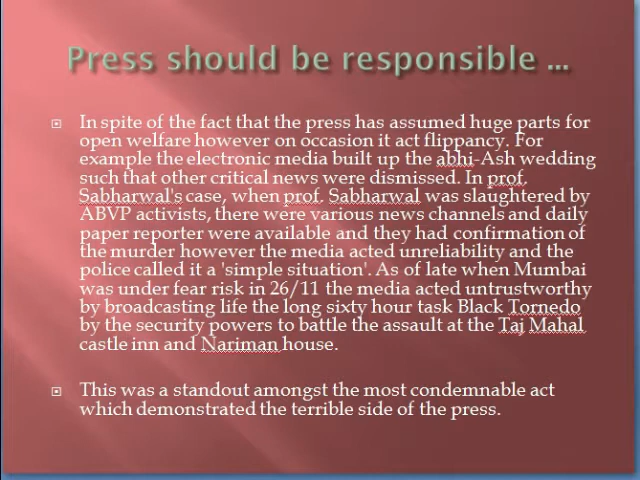 Press should be responsible ...
In spite of the fact that the press has assumed huge parts for
open welfare however on occasion it act flippancy. For
example the electronic media built up the abhi-Ash wedding
such that other critical news were dismissed. In prof.
Sabharwal's case, when prof. Sabharwal was slaughtered by
ABVP activists, there were various news channels and daily
paper reporter were available and they had confirmation of
the murder however the media acted unreliability and the
police called it a 'simple situation'. As of late when Mumbai
was under fear risk in 26/11 the media acted untrustworthy
by broadcasting life the long sixty hour task Black Tornedo
by the security powers to battle the assault at the Taj Mahal
castle inn and Nariman house.
This was a standout amongst the most condemnable act
which demonstrated the terrible side of the press.